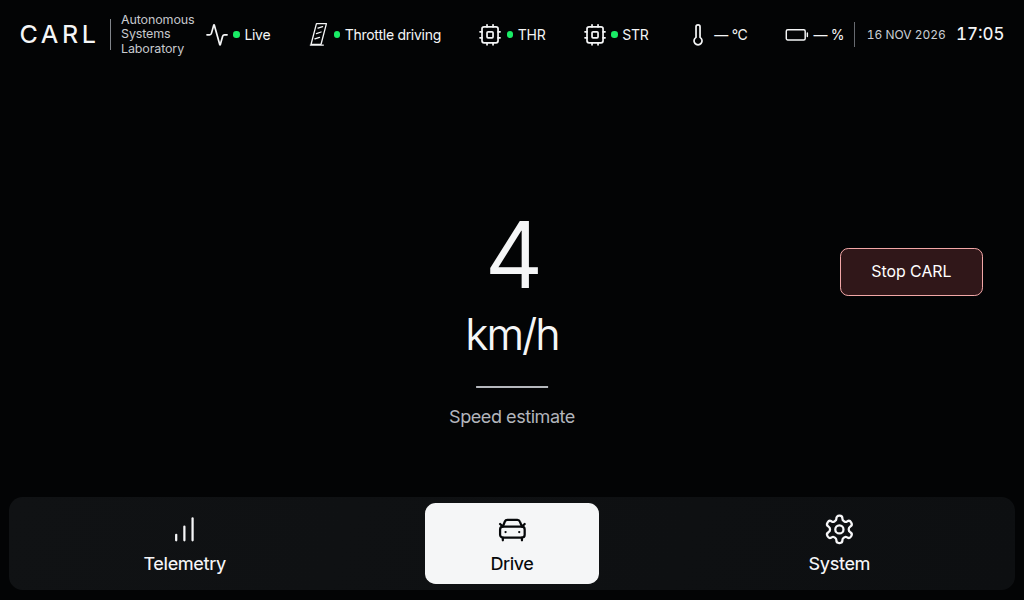 CARL
Autonomous
Systems
Laboratory
Live
Throttle driving
THR
STR
— °C
— %
16 NOV 2026
17:05
4
km/h
Speed estimate
Stop CARL
Telemetry
Drive
System